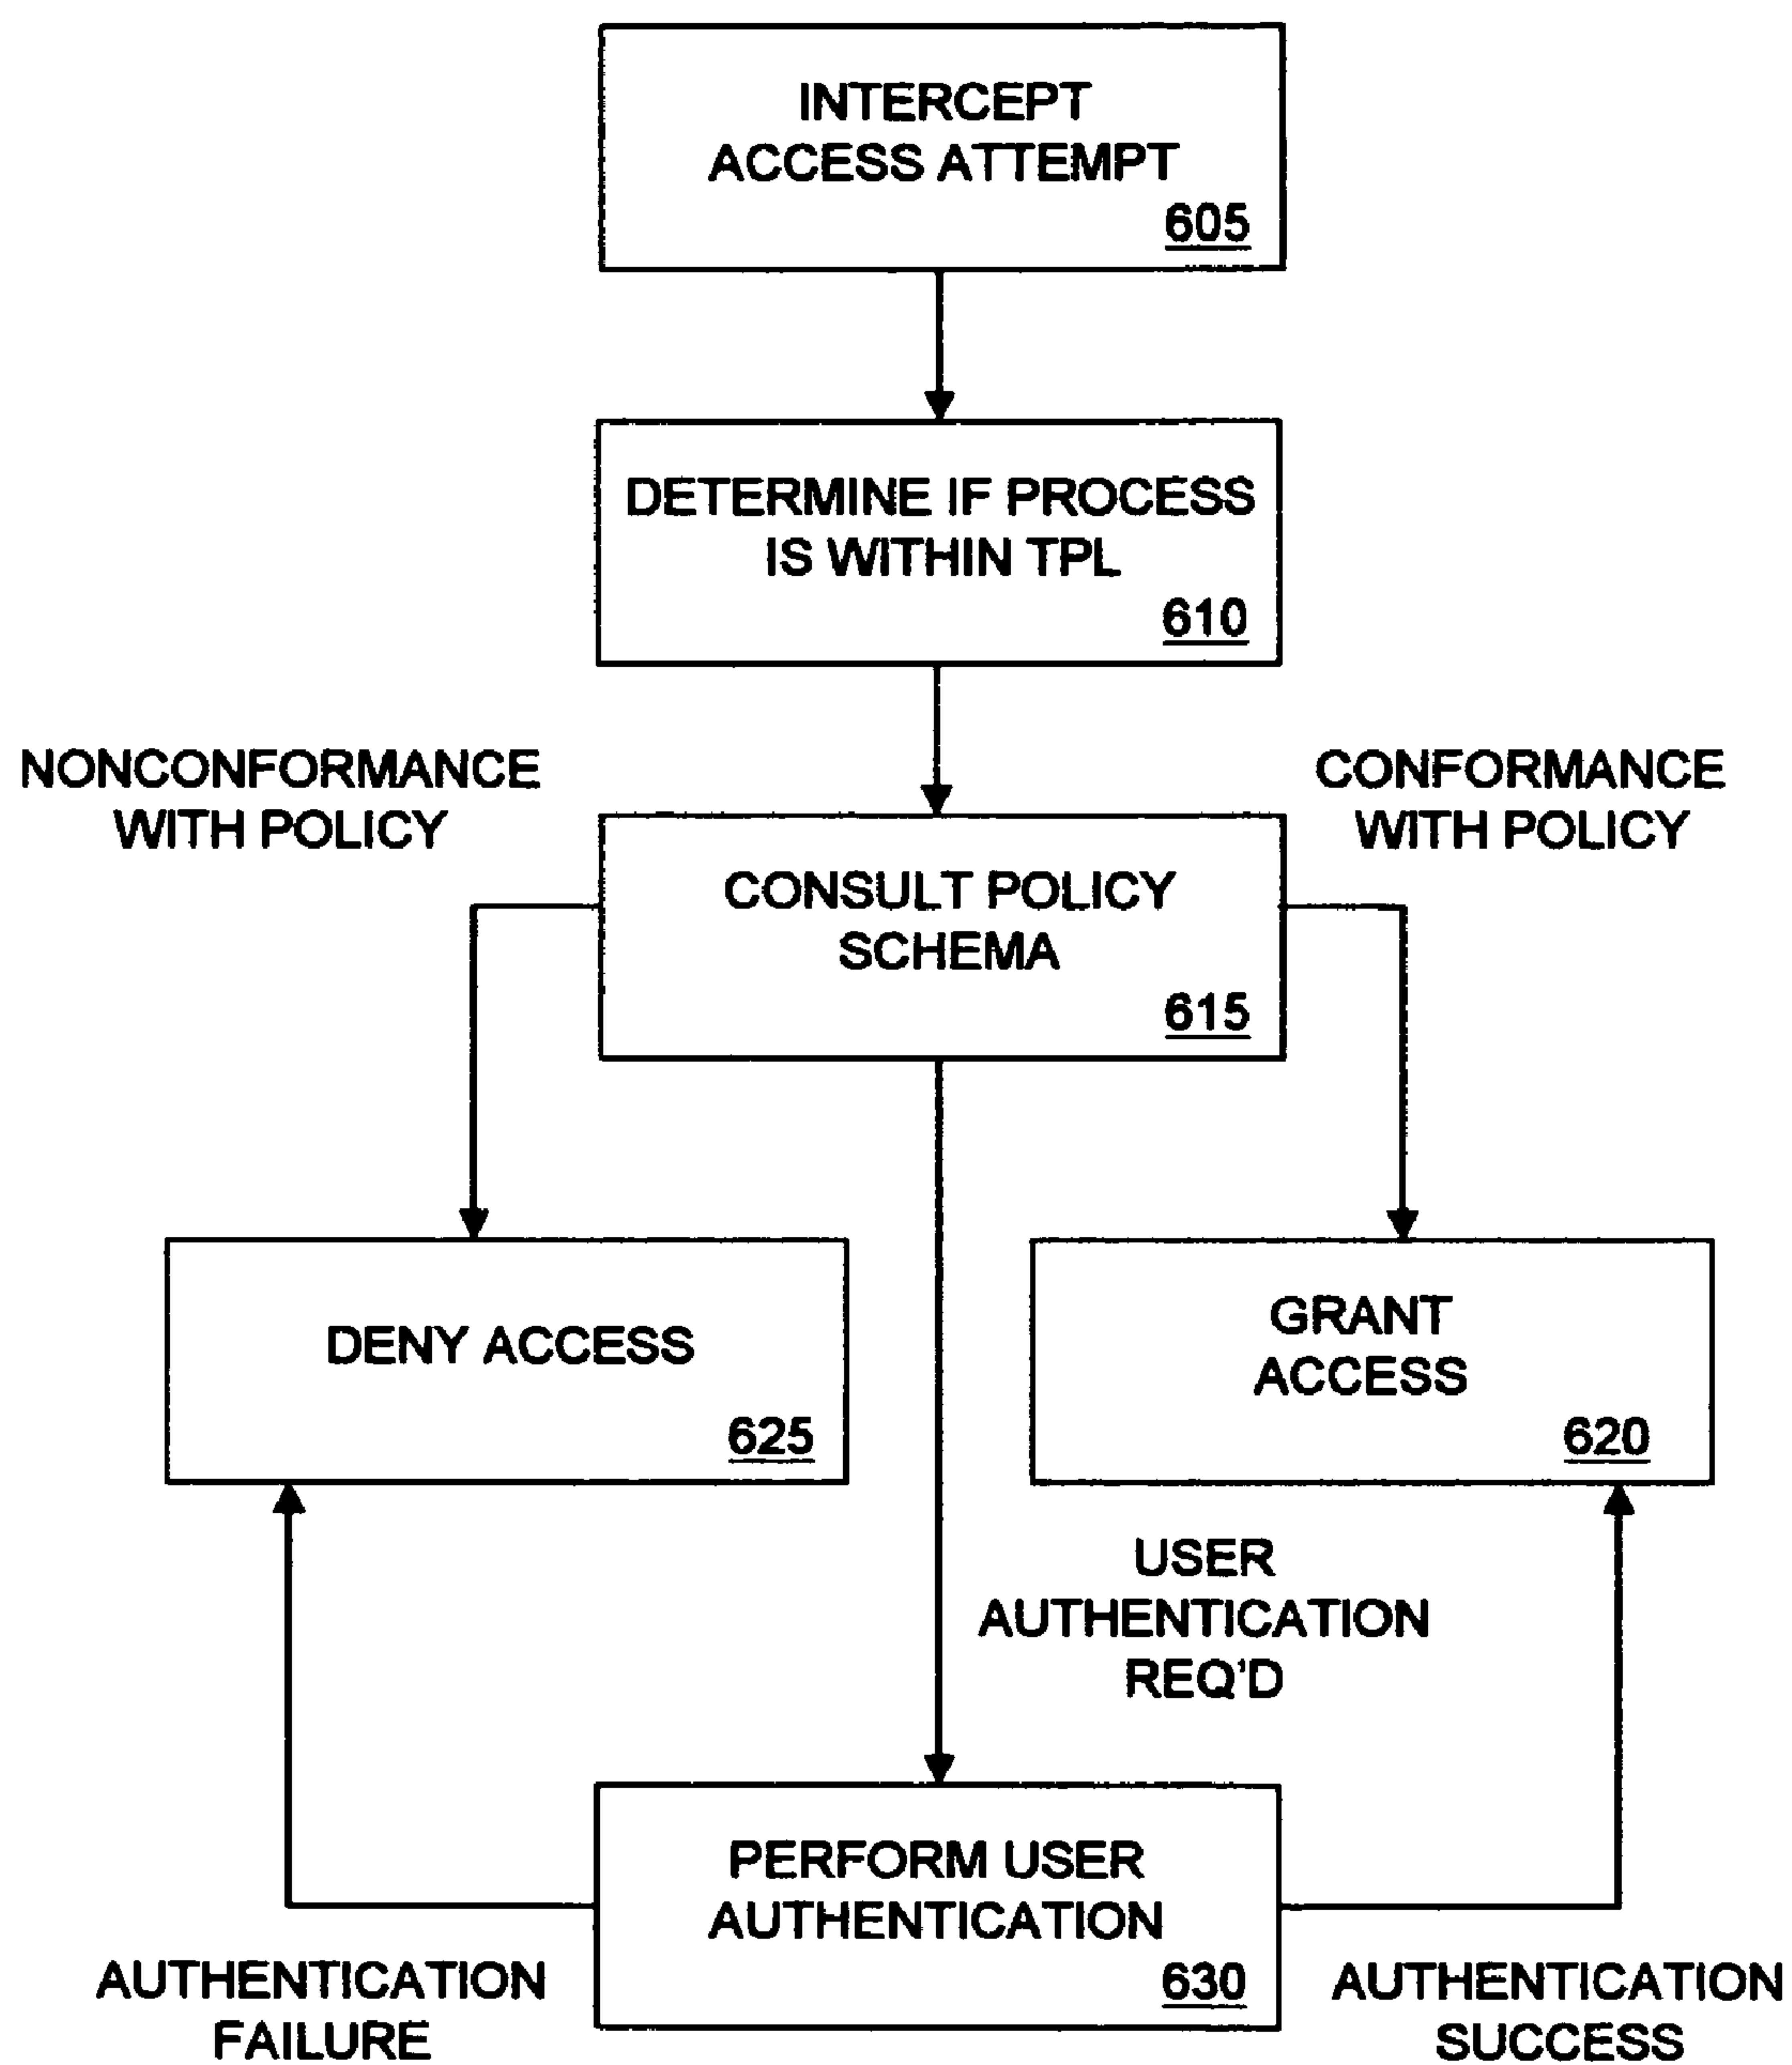 INTERCEPT
ACCESS ATTEMPT
605
DETERMINE IF PROCESS
IS WITHIN TPL
610
NONCONFORMANCE
WITH POLICY
CONFORMANCE
WITH POLICY
CONSULT POLICY
SCHEMA
615
DENY ACCESS
625
GRANT
ACCESS
620
USER
AUTHENTICATION
REQ'D
PERFORM USER
AUTHENTICATION
630
AUTHENTICATION
FAILURE
AUTHENTICATION
SUCCESS